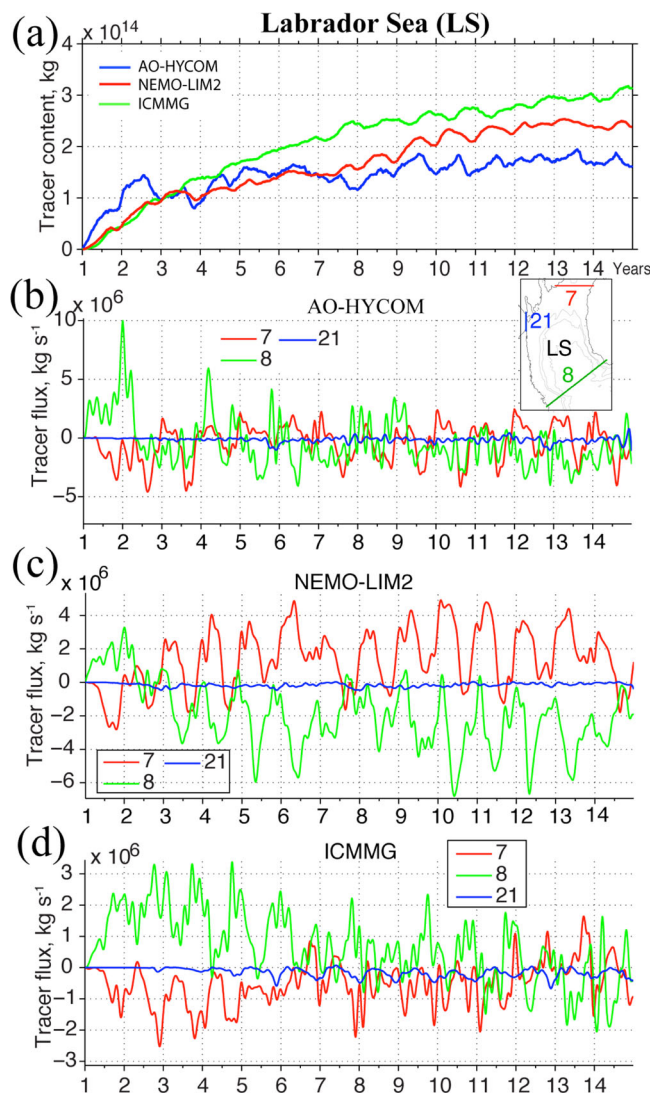 (a) Labrador Sea (LS)
x 10^14
4
3
2
1
0
Tracer content, kg
AO-HYCOM
NEMO-LIM2
ICMMG
1 2 3 4 5 6 7 8 9 10 11 12 13 14 Years
(b) AO-HYCOM
x 10^6
10
5
0
−5
Tracer flux, kg s^-1
7 21
8
7
21
LS
8
1 2 3 4 5 6 7 8 9 10 11 12 13 14
(c) NEMO-LIM2
x 10^6
4
2
0
−2
−4
−6
Tracer flux, kg s^-1
7 21
8
1 2 3 4 5 6 7 8 9 10 11 12 13 14
(d) ICMMG
x 10^6
3
2
1
0
−1
−2
−3
Tracer flux, kg s^-1
7
8
21
1 2 3 4 5 6 7 8 9 10 11 12 13 14